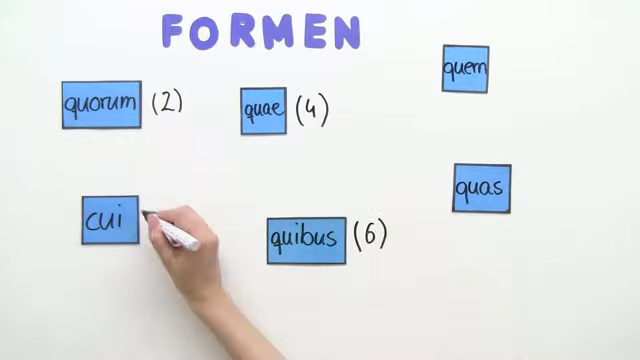 FORMEN
quem
quorum (2)
quae (4)
quas
cui
quibus (6)